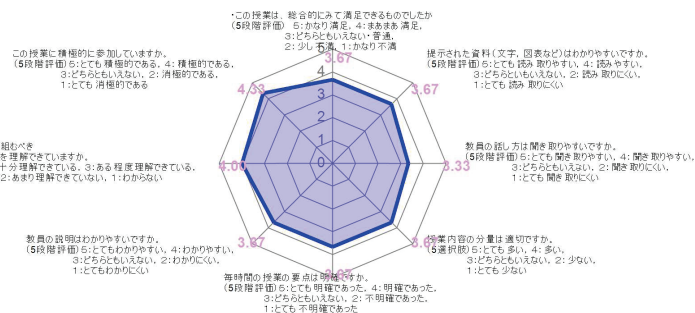 ・この授業は、総合的にみて満足できるものでしたか
(5段階評価) 5:かなり満足, 4:まあまあ満足,
3:どちらともいえない・普通,
2:少し不満, 1:かなり不満
3.67
提示された資料(文字, 図表など)はわかりやすいですか。
(5段階評価) 5:とても読み取りやすい, 4:読みやすい,
3:どちらともいえない, 2:読み取りにくい,
1:とても読み取りにくい
3.67
教員の話し方は聞き取りやすいですか。
(5段階評価) 5:とても聞き取りやすい, 4:聞き取りやすい,
3:どちらともいえない, 2:聞き取りにくい,
1:とても聞き取りにくい
3.33
授業内容の分量は適切ですか。
(5選択肢) 5:とても多い, 4:多い,
3:どちらともいえない, 2:少ない,
1:とても少ない
毎時間の授業の要点は明確ですか。
(5段階評価) 5:とても明確であった, 4:明確であった,
3:どちらともいえない, 2:不明確であった,
1:とても不明確であった
教員の説明はわかりやすいですか。
(5段階評価) 5:とてもわかりやすい, 4:わかりやすい,
3:どちらともいえない, 2:わかりにくい,
1:とてもわかりにくい
3.67
組むべき
を理解できていますか。
十分理解できている, 3:ある程度理解できている,
2:あまり理解できていない, 1:わからない
4.00
この授業に積極的に参加していますか。
(5段階評価) 5:とても積極的である, 4:積極的である,
3:どちらともいえない, 2:消極的である,
1:とても消極的である
4.33
5
4
3
2
1
0